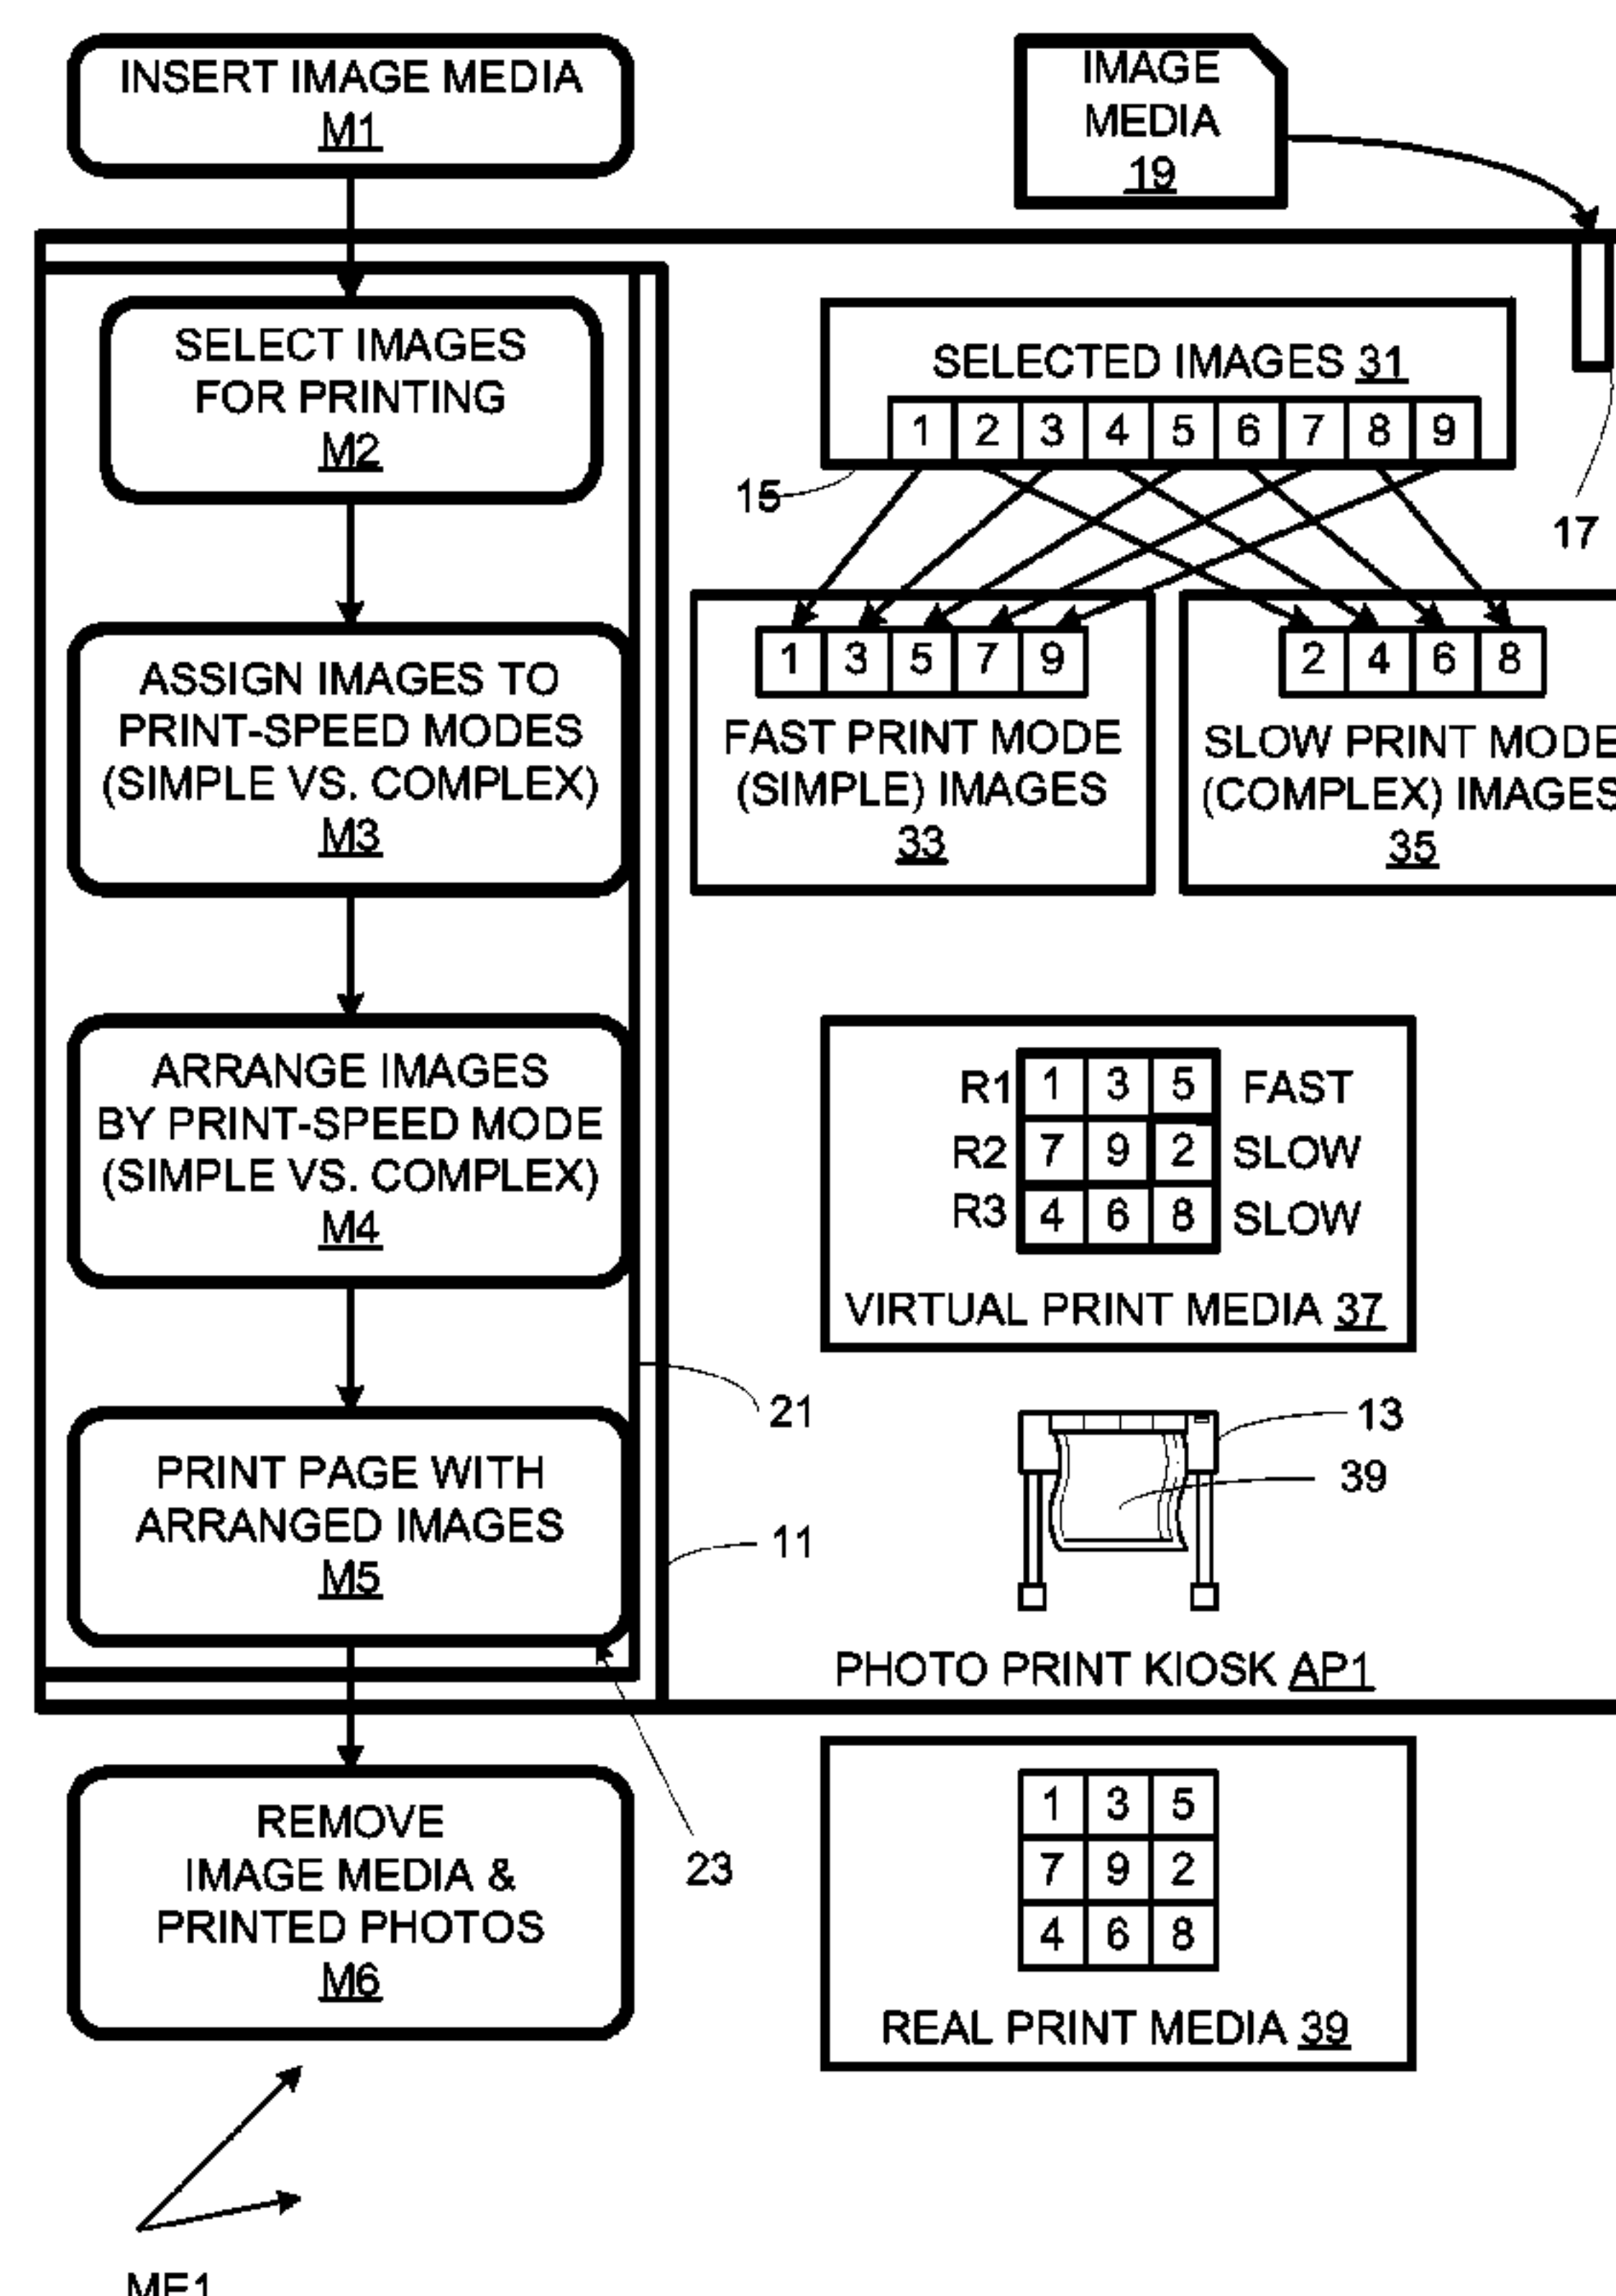 INSERT IMAGE MEDIA
M1
IMAGE
MEDIA
19
SELECT IMAGES
FOR PRINTING
M2
SELECTED IMAGES 31
1 2 3 4 5 6 7 8 9
15
17
ASSIGN IMAGES TO
PRINT-SPEED MODES
(SIMPLE VS. COMPLEX)
M3
1 3 5 7 9
FAST PRINT MODE
(SIMPLE) IMAGES
33
2 4 6 8
SLOW PRINT MODE
(COMPLEX) IMAGES
35
ARRANGE IMAGES
BY PRINT-SPEED MODE
(SIMPLE VS. COMPLEX)
M4
R1 1 3 5 FAST
R2 7 9 2 SLOW
R3 4 6 8 SLOW
VIRTUAL PRINT MEDIA 37
21
PRINT PAGE WITH
ARRANGED IMAGES
M5
13
39
11
PHOTO PRINT KIOSK AP1
REMOVE
IMAGE MEDIA &
PRINTED PHOTOS
M6
23
1 3 5
7 9 2
4 6 8
REAL PRINT MEDIA 39
ME1